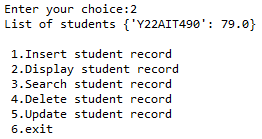 Enter your choice:2
List of students {'Y22AIT490': 79.0}
1.Insert student record
2.Display student record
3.Search student record
4.Delete student record
5.Update student record
6.exit